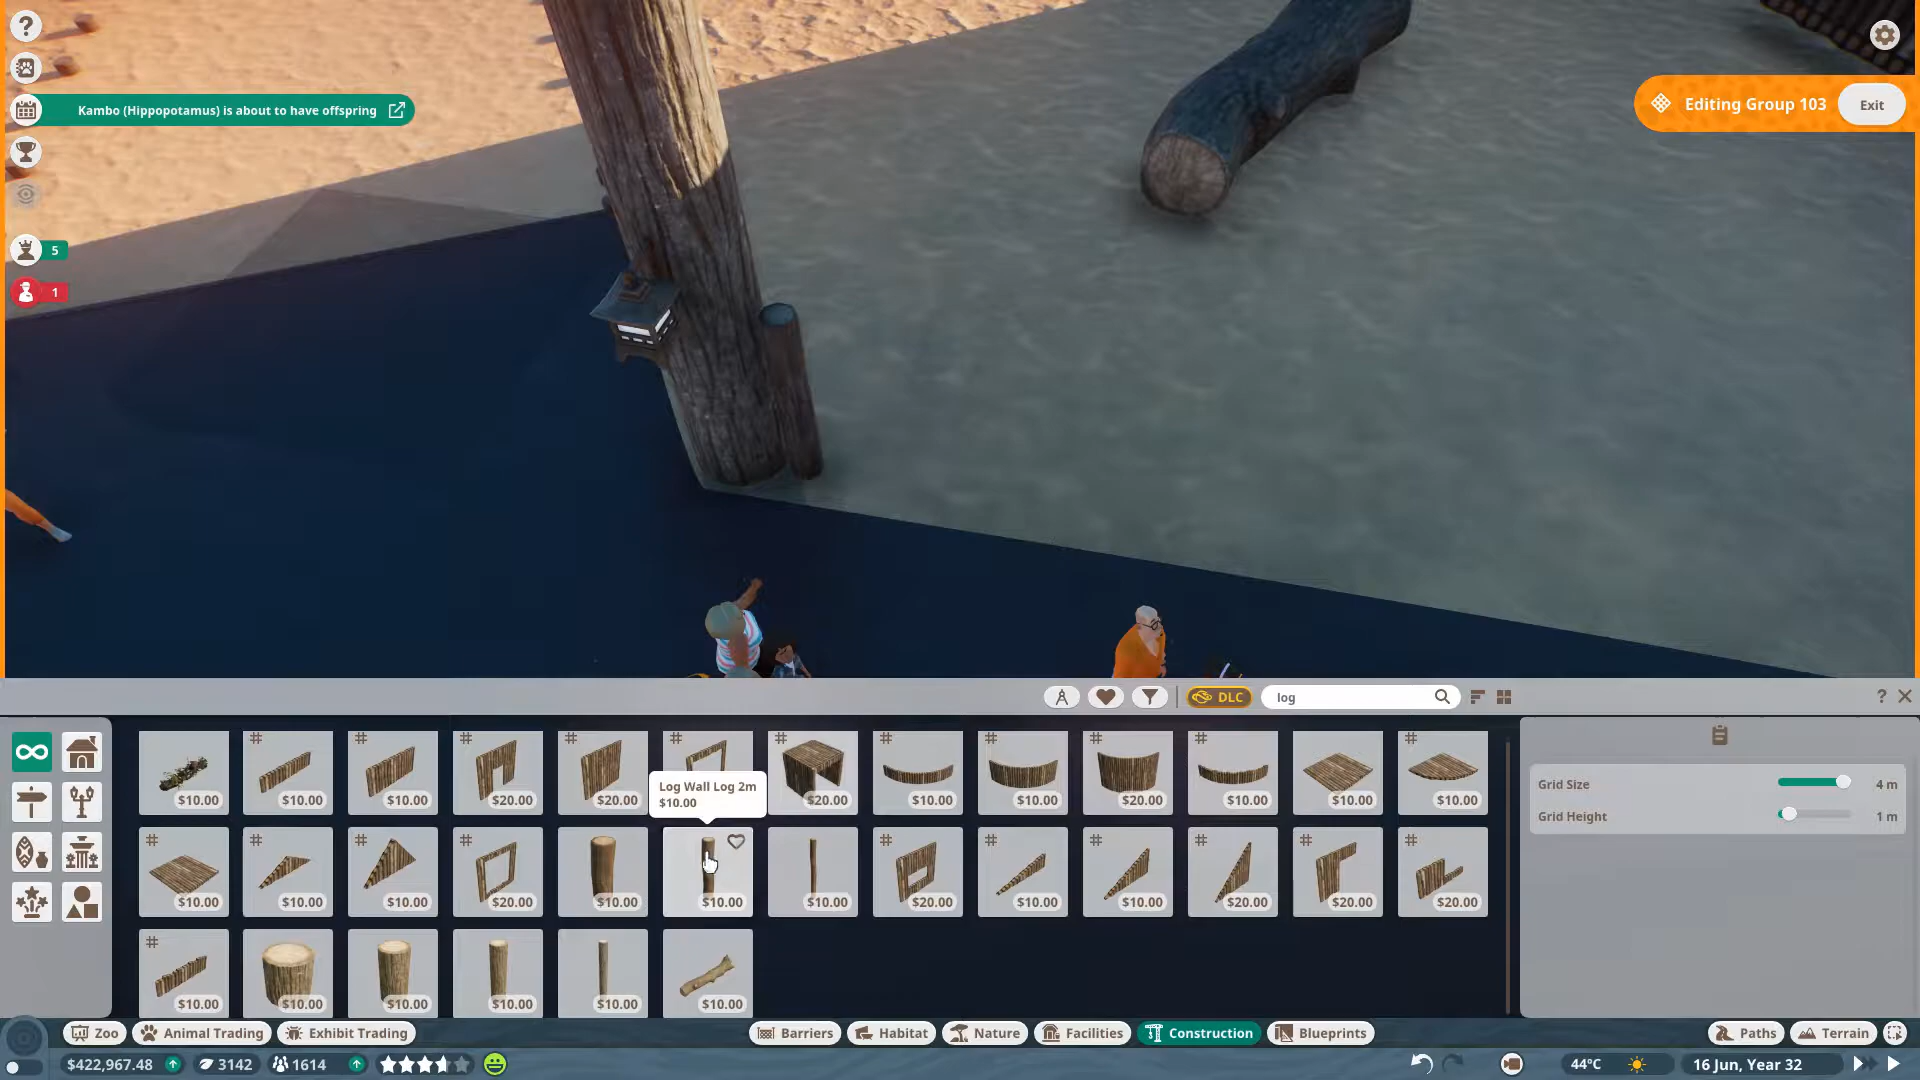 ?
Kambo (Hippopotamus) is about to have offspring
Editing Group 103
Exit
5
1
DLC
log
?
$10.00
$10.00
$10.00
$20.00
$20.00
$20.00
$10.00
$10.00
$20.00
$10.00
$10.00
$10.00
Log Wall Log 2m
$10.00
$10.00
$10.00
$10.00
$20.00
$10.00
$10.00
$10.00
$20.00
$10.00
$10.00
$20.00
$20.00
$20.00
$10.00
$10.00
$10.00
$10.00
$10.00
$10.00
Grid Size
4 m
Grid Height
1 m
Zoo
Animal Trading
Exhibit Trading
Barriers
Habitat
Nature
Facilities
Construction
Blueprints
Paths
Terrain
$422,967.48
3142
1614
44°C
16 Jun, Year 32